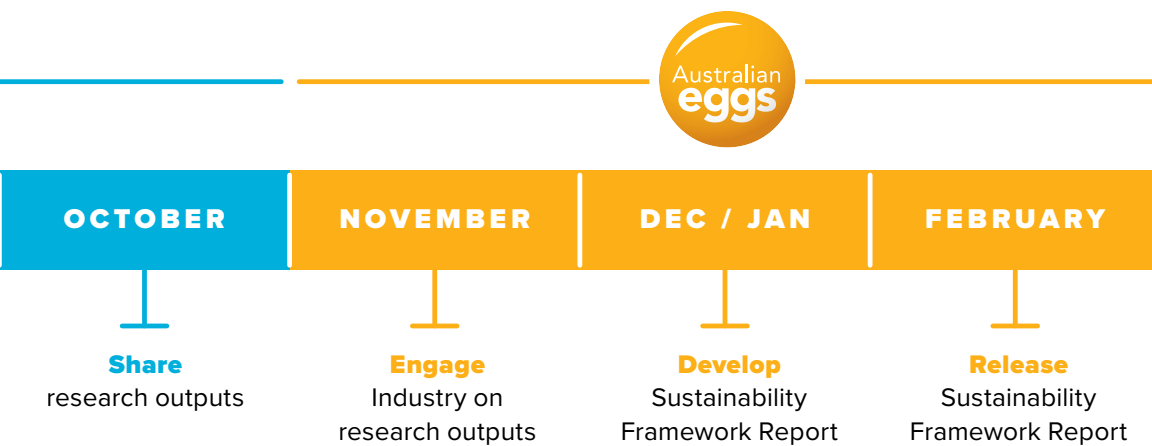 Australian
eggs
OCTOBER
NOVEMBER
DEC / JAN
FEBRUARY
Share
research outputs
Engage
Industry on
research outputs
Develop
Sustainability
Framework Report
Release
Sustainability
Framework Report